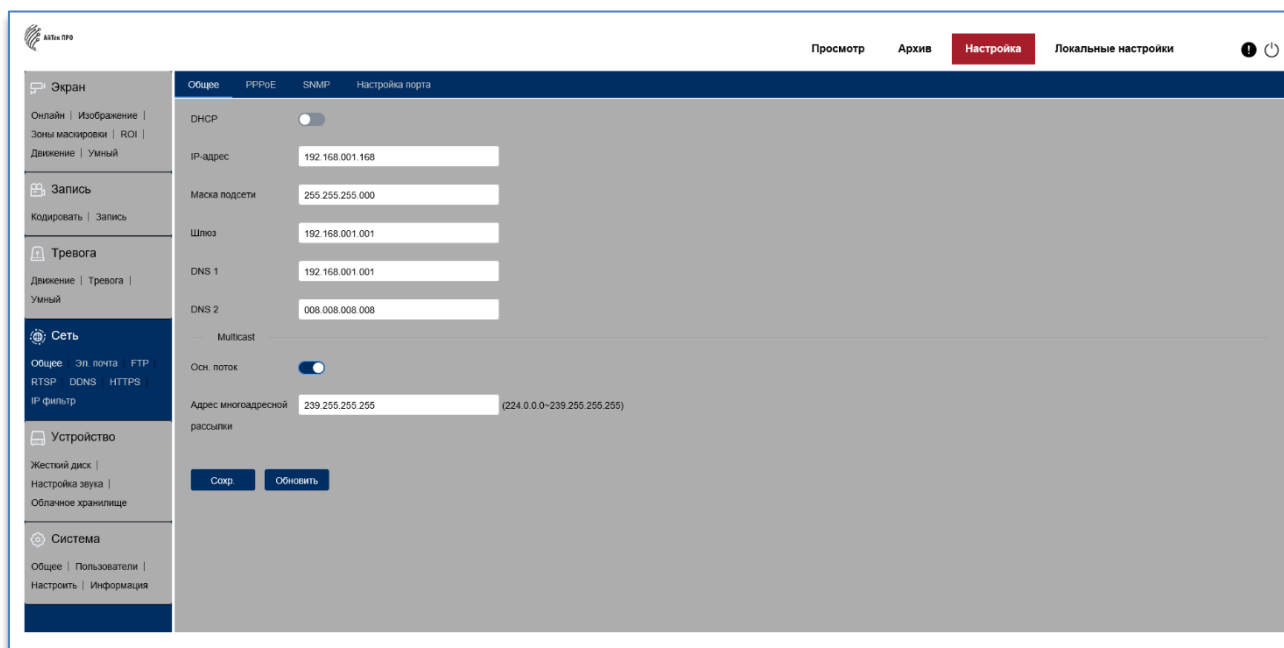 АйТек ПРО
Просмотр Архив Настройка Локальные настройки
Экран
Онлайн | Изображение |
Зоны маскировки | ROI |
Движение | Умный
Запись
Кодировать | Запись
Тревога
Движение | Тревога |
Умный
Сеть
Общее | Эл. почта | FTP |
RTSP | DDNS | HTTPS |
IP фильтр
Устройство
Жесткий диск |
Настройка звука |
Облачное хранилище
Система
Общее | Пользователи |
Настроить | Информация
Общее PPPoE SNMP Настройка порта
DHCP
IP-адрес 192.168.001.168
Маска подсети 255.255.255.000
Шлюз 192.168.001.001
DNS 1 192.168.001.001
DNS 2 008.008.008.008
Multicast
Осн. поток
Адрес многоадресной 239.255.255.255 (224.0.0.0~239.255.255.255)
рассылки
Сохр. Обновить